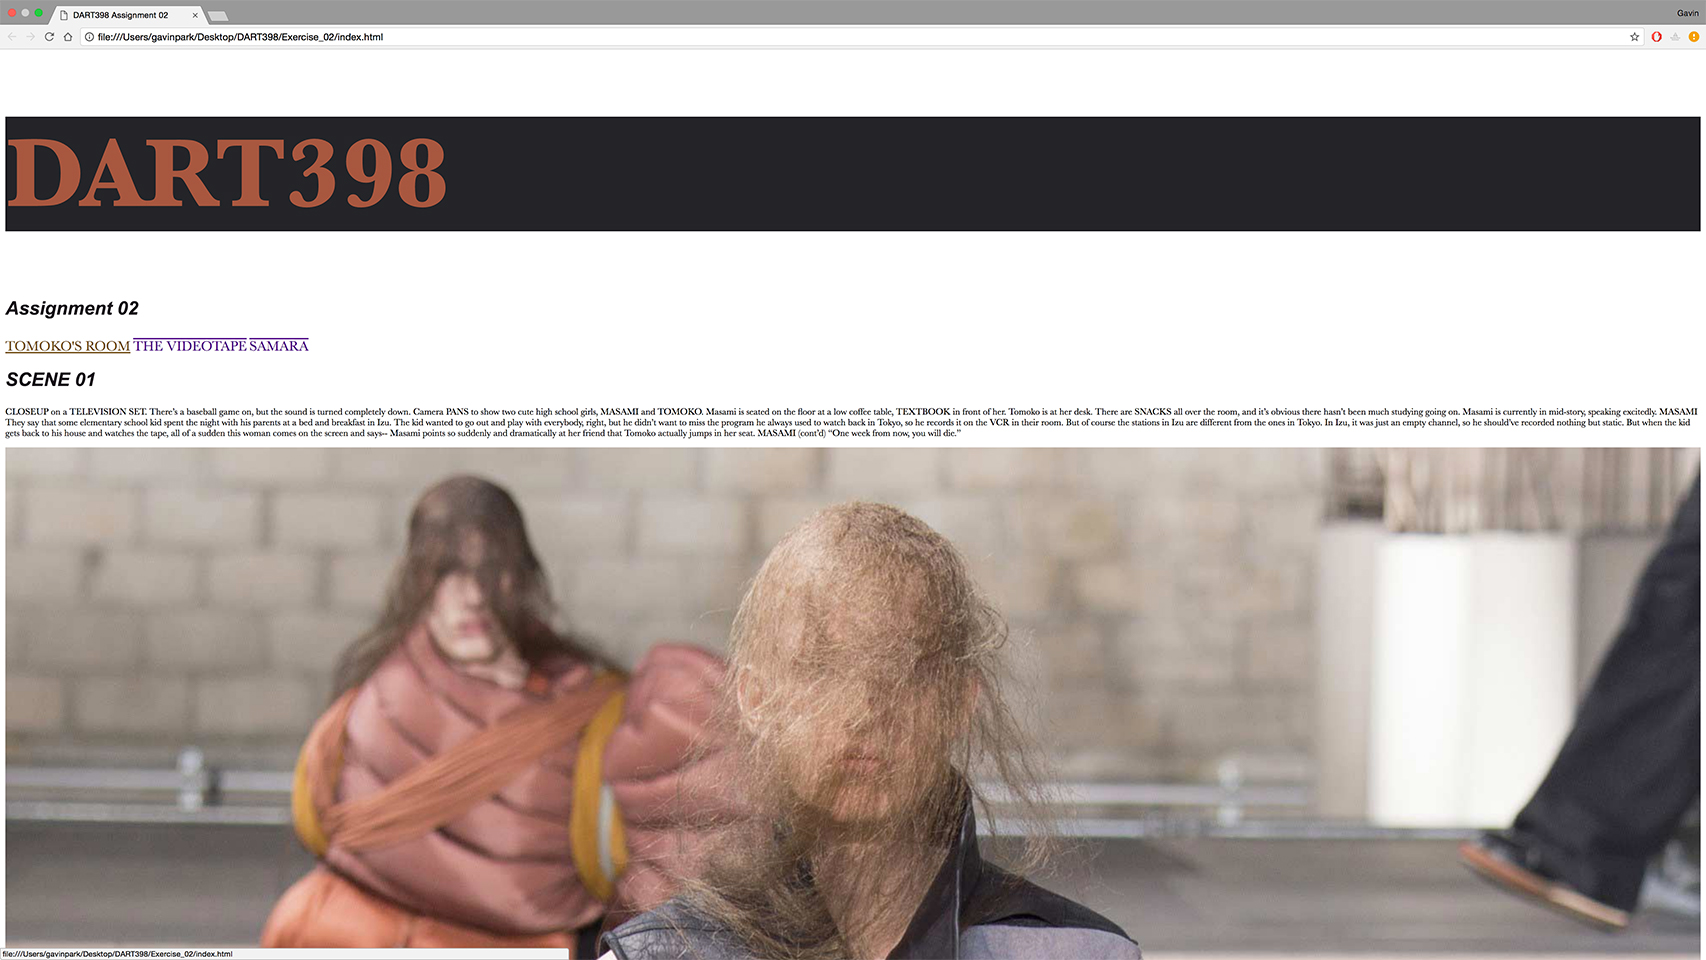 DART398 Assignment 02
Gavin
file:///Users/gavinpark/Desktop/DART398/Exercise_02/index.html
DART398
Assignment 02
TOMOKO'S ROOM THE VIDEOTAPE SAMARA
SCENE 01
CLOSEUP on a TELEVISION SET. There’s a baseball game on, but the sound is turned completely down. Camera PANS to show two cute high school girls, MASAMI and TOMOKO. Masami is seated on the floor at a low coffee table, TEXTBOOK in front of her. Tomoko is at her desk. There are SNACKS all over the room, and it’s obvious there hasn’t been much studying going on. Masami is currently in mid-story, speaking excitedly. MASAMI
They say that some elementary school kid spent the night with his parents at a bed and breakfast in Izu. The kid wanted to go out and play with everybody, right, but he didn’t want to miss the program he always used to watch back in Tokyo, so he records it on the VCR in their room. But of course the stations in Izu are different from the ones in Tokyo. In Izu, it was just an empty channel, so he should’ve recorded nothing but static. But when the kid
gets back to his house and watches the tape, all of a sudden this woman comes on the screen and says-- Masami points so suddenly and dramatically at her friend that Tomoko actually jumps in her seat. MASAMI (cont’d) “One week from now, you will die.”
file:///Users/gavinpark/Desktop/DART398/Exercise_02/index.html